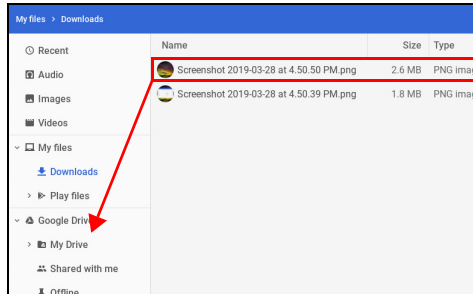 My files > Downloads
Name Size Type
Recent
Screenshot 2019-03-28 at 4.50.50 PM.png 2.6 MB PNG imag
Audio
Screenshot 2019-03-28 at 4.50.39 PM.png 1.8 MB PNG imag
Images
Videos
My files
Downloads
Play files
Google Drive
My Drive
Shared with me
Offline